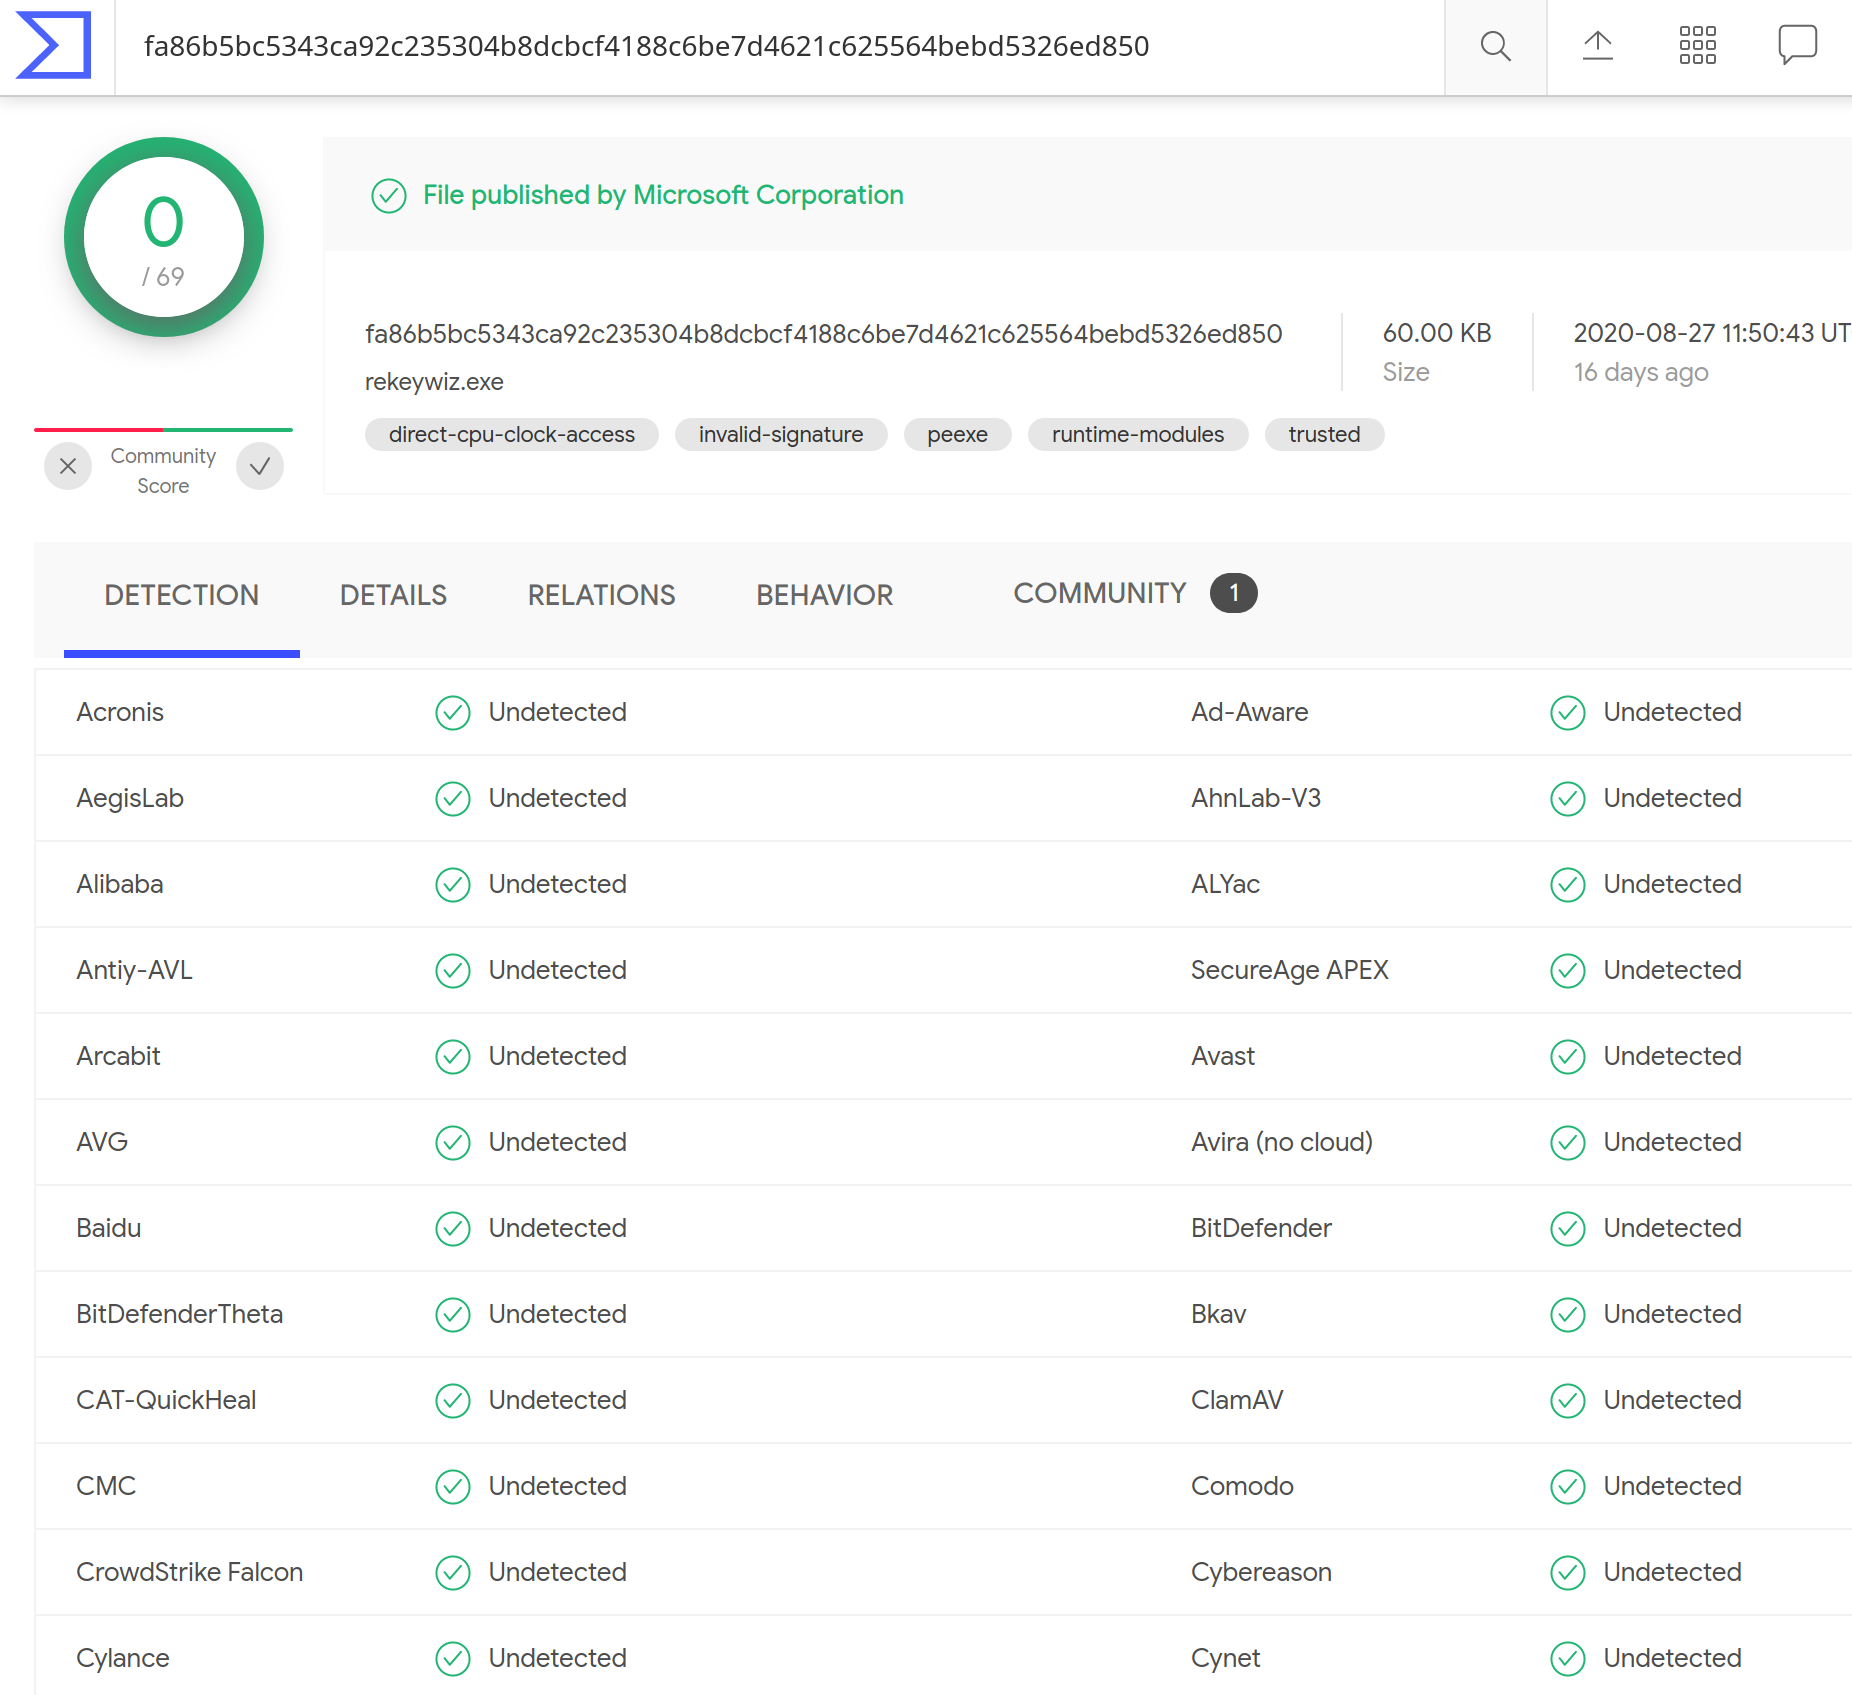 fa86b5bc5343ca92c235304b8dcbcf4188c6be7d4621c625564bebd5326ed850
0
/ 69
File published by Microsoft Corporation
fa86b5bc5343ca92c235304b8dcbcf4188c6be7d4621c625564bebd5326ed850
60.00 KB
2020-08-27 11:50:43 UT
Size
16 days ago
rekeywiz.exe
direct-cpu-clock-access invalid-signature peexe runtime-modules trusted
Community
Score
DETECTION DETAILS RELATIONS BEHAVIOR COMMUNITY 1
Acronis Undetected Ad-Aware Undetected
AegisLab Undetected AhnLab-V3 Undetected
Alibaba Undetected ALYac Undetected
Antiy-AVL Undetected SecureAge APEX Undetected
Arcabit Undetected Avast Undetected
AVG Undetected Avira (no cloud) Undetected
Baidu Undetected BitDefender Undetected
BitDefenderTheta Undetected Bkav Undetected
CAT-QuickHeal Undetected ClamAV Undetected
CMC Undetected Comodo Undetected
CrowdStrike Falcon Undetected Cybereason Undetected
Cylance Undetected Cynet Undetected